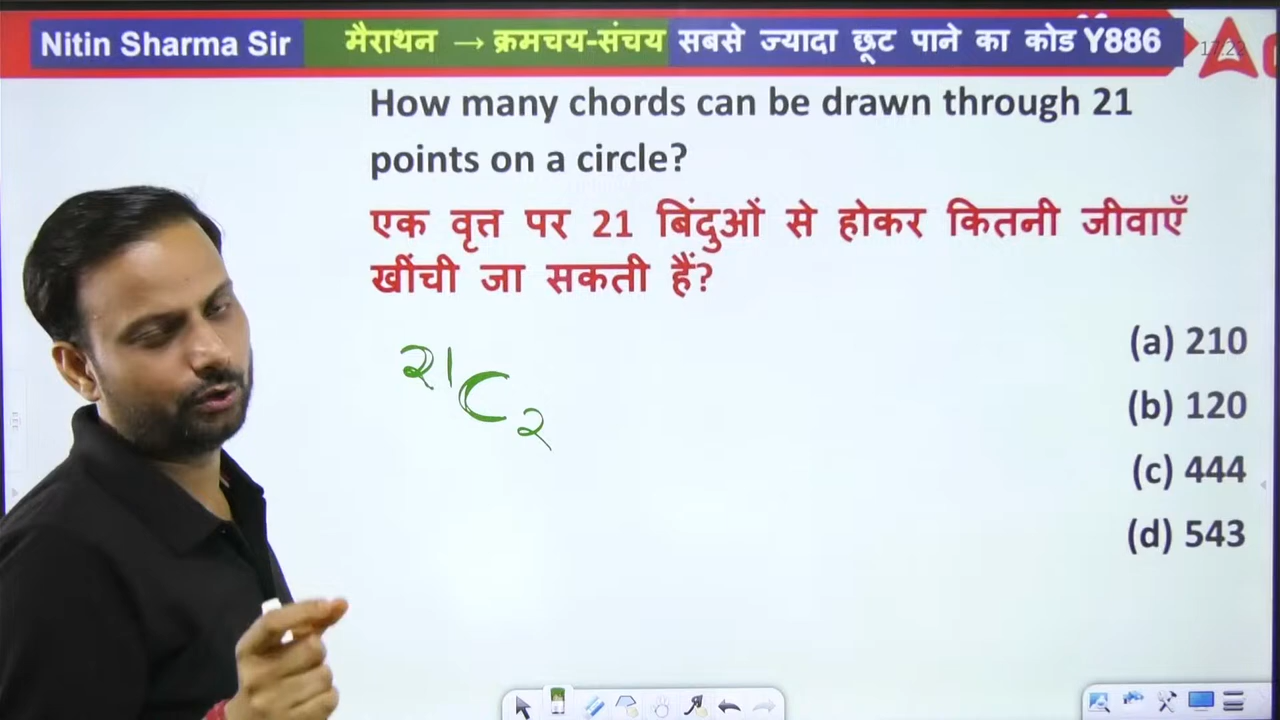 Nitin Sharma Sir मैराथन → क्रमचय-संचय सबसे ज्यादा छूट पाने का कोड Y886
How many chords can be drawn through 21
points on a circle?
एक वृत्त पर 21 बिंदुओं से होकर कितनी जीवाएँ
खींची जा सकती हैं?
21C2
(a) 210
(b) 120
(c) 444
(d) 543